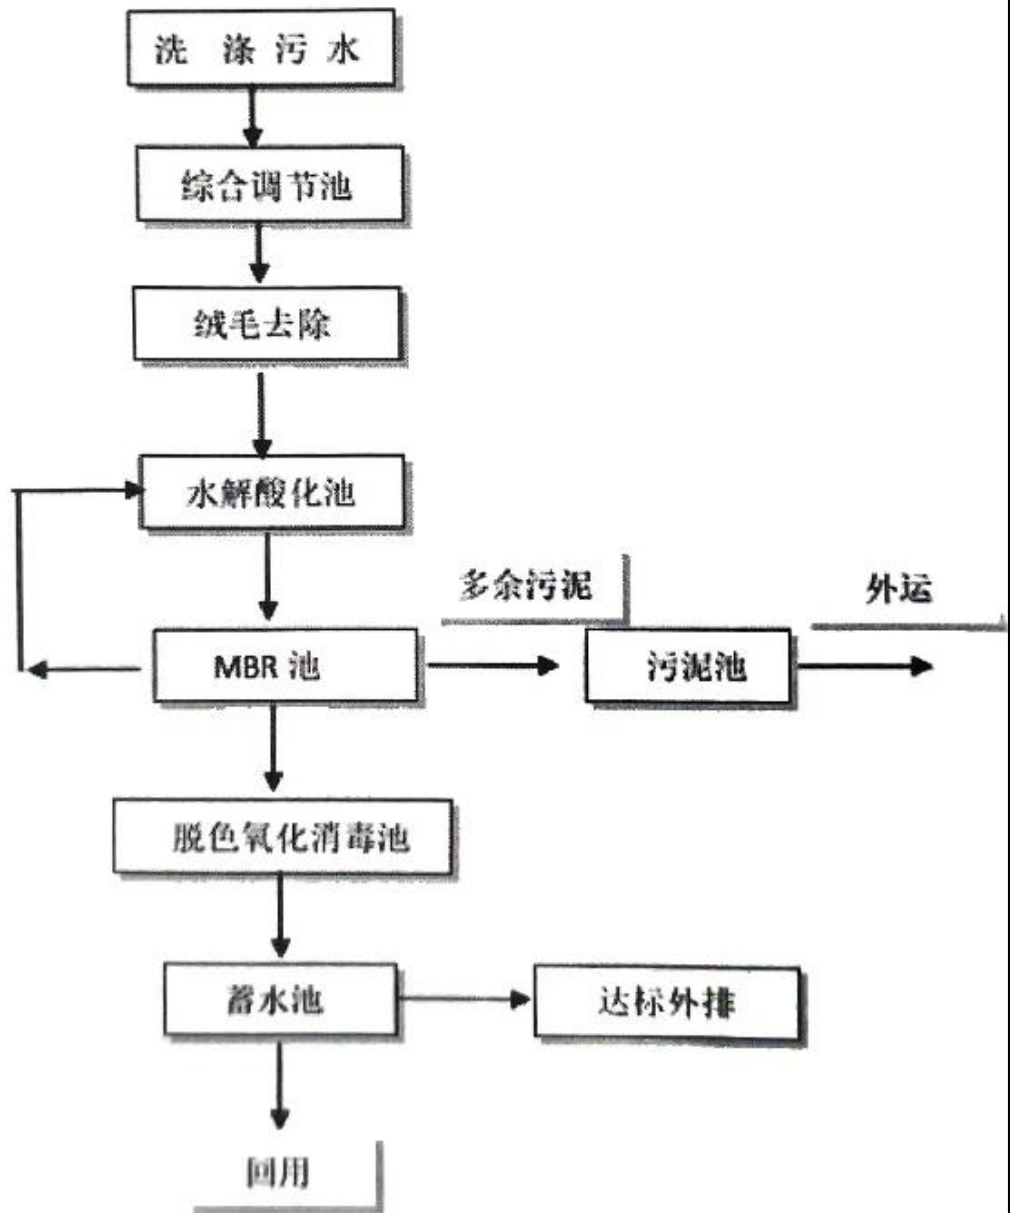 洗 涤 污 水
综合调节池
绒毛去除
水解酸化池
多余污泥
外运
MBR 池
污泥池
脱色氧化消毒池
蓄水池
达标外排
回用